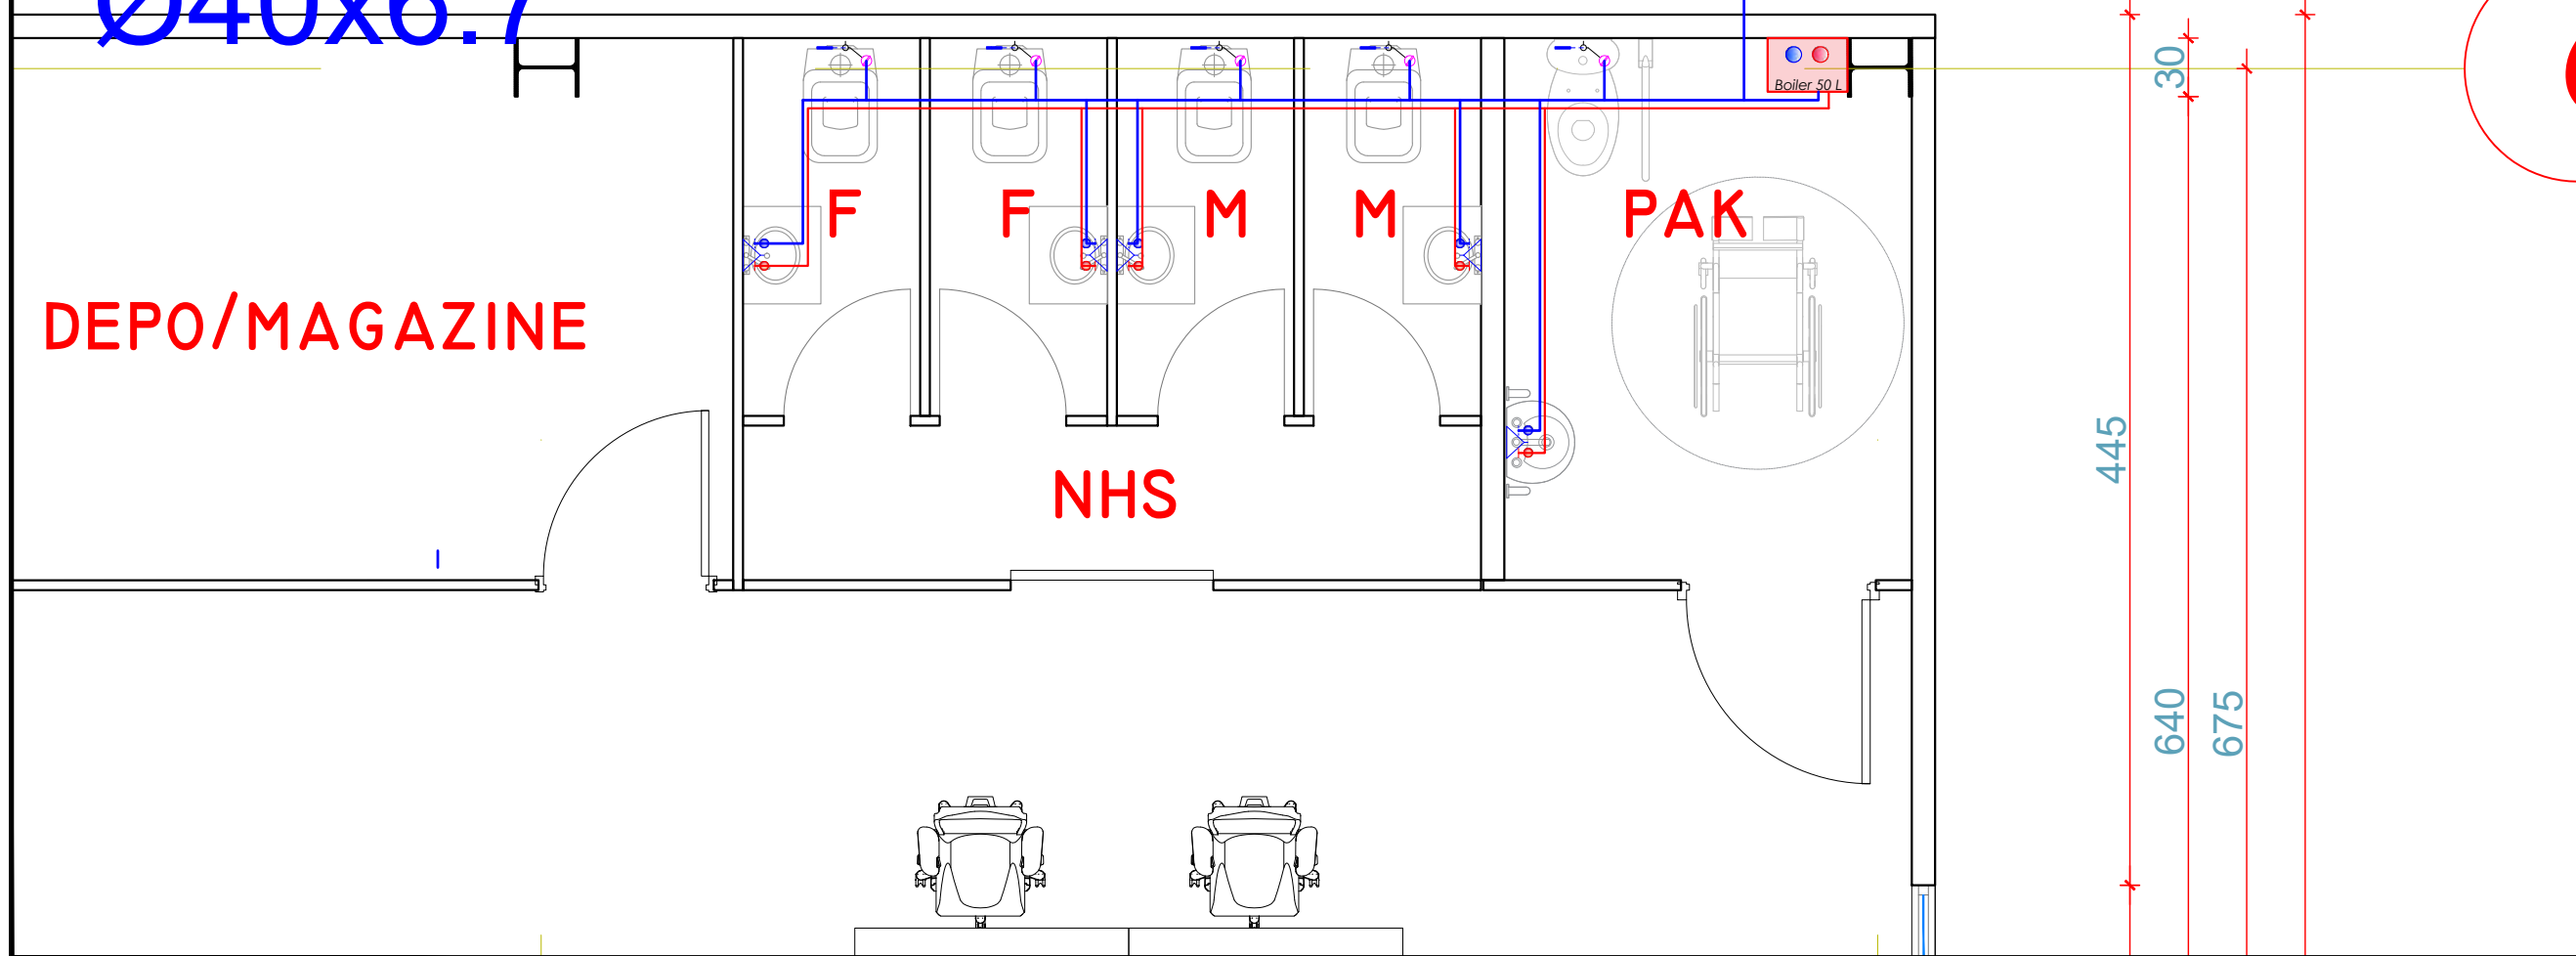 Ø40x6.7
Boiler 50 L
30
F
F
M
M
PAK
DEPO/MAGAZINE
445
NHS
640
675